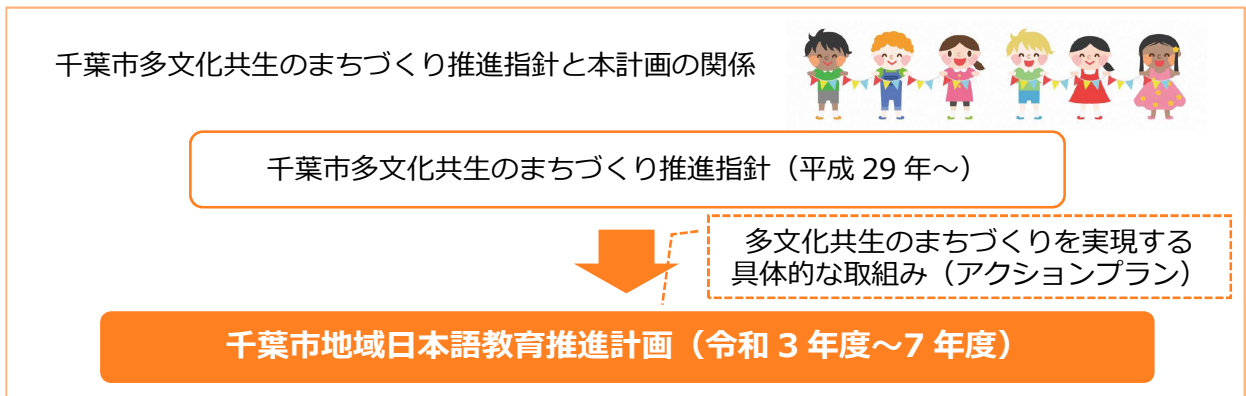 千葉市多文化共生のまちづくり推進指針と本計画の関係
千葉市多文化共生のまちづくり推進指針（平成 29 年～）
多文化共生のまちづくりを実現する
具体的な取組み（アクションプラン）
千葉市地域日本語教育推進計画（令和 3 年度～7 年度）